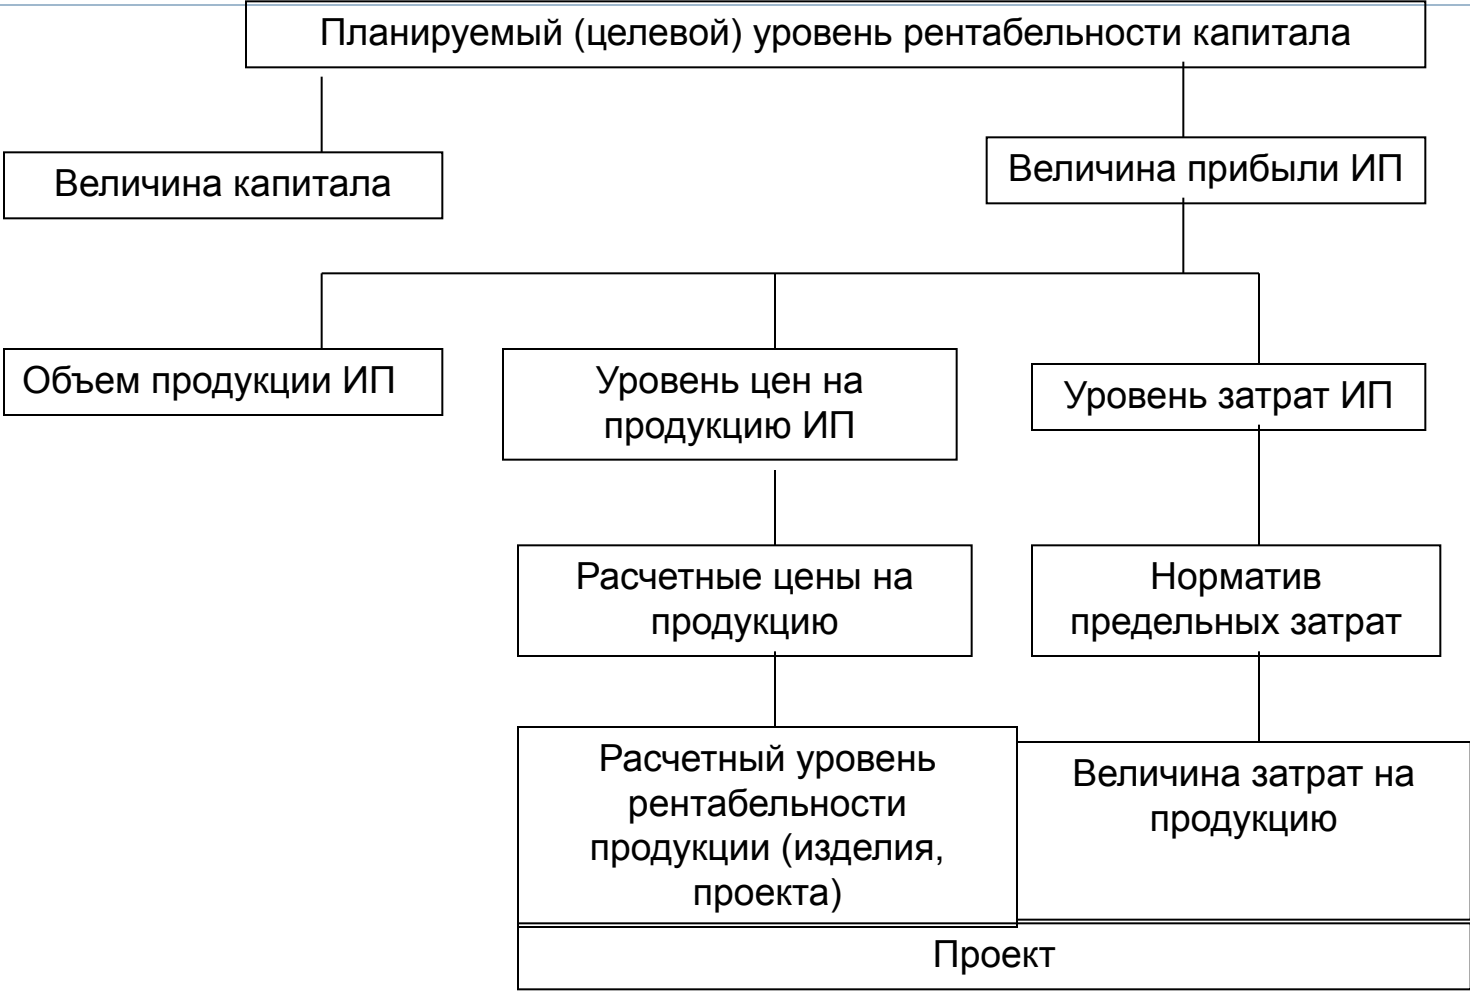 Планируемый (целевой) уровень рентабельности капитала
Величина капитала
Величина прибыли ИП
Объем продукции ИП
Уровень цен на
продукцию ИП
Уровень затрат ИП
Расчетные цены на
продукцию
Норматив
предельных затрат
Расчетный уровень
рентабельности
продукции (изделия,
проекта)
Величина затрат на
продукцию
Проект